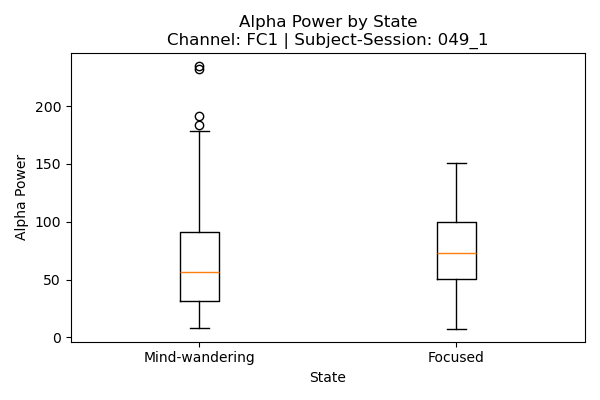 Alpha Power by State
Channel: FC1 | Subject-Session: 049_1
200
150
100
50
0
Alpha Power
Mind-wandering
Focused
State